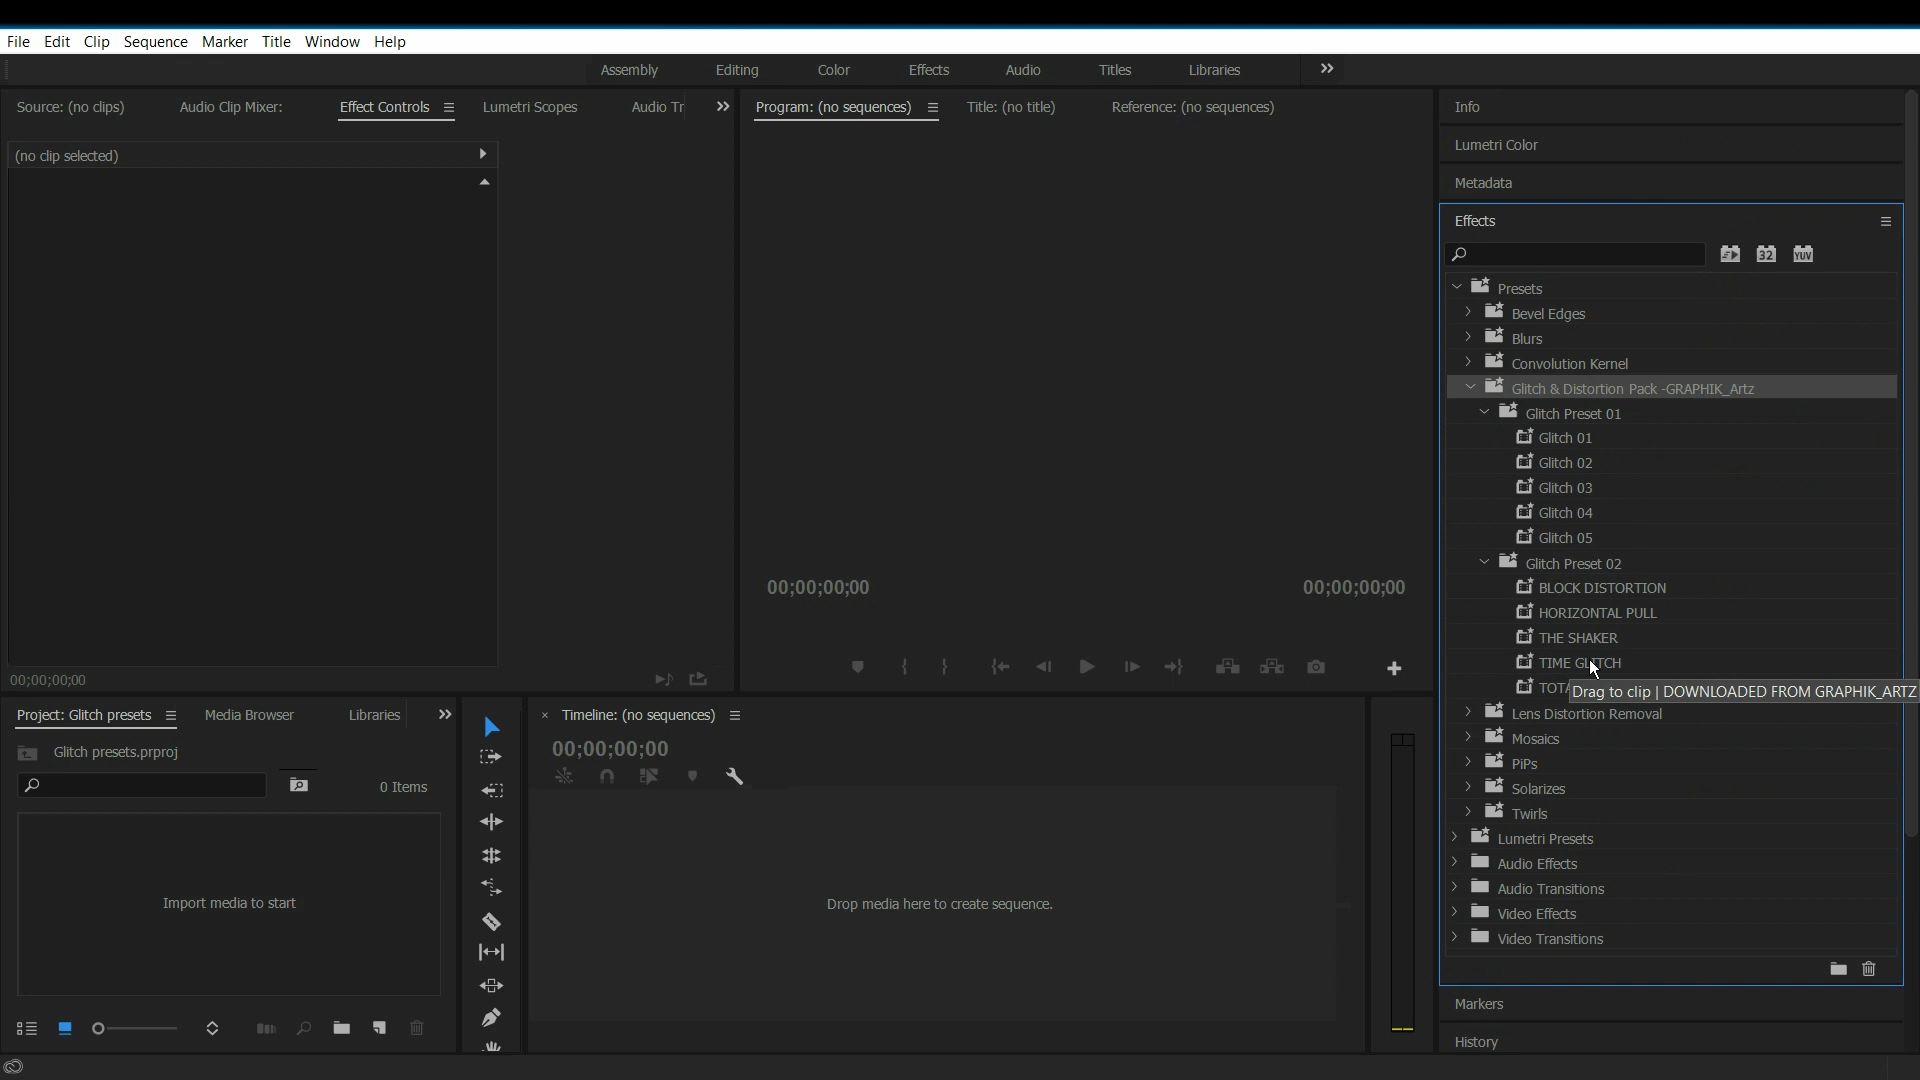 File Edit Clip Sequence Marker Title Window Help
Assembly Editing Color Effects Audio Titles Libraries
Source: (no clips) Audio Clip Mixer: Effect Controls Lumetri Scopes Audio Tr
(no clip selected)
00;00;00;00
Program: (no sequences) Title: (no title) Reference: (no sequences)
00;00;00;00 00;00;00;00
Info
Lumetri Color
Metadata
Effects
32 YUV
Presets
Bevel Edges
Blurs
Convolution Kernel
Glitch & Distortion Pack -GRAPHIK_Artz
Glitch Preset 01
Glitch 01
Glitch 02
Glitch 03
Glitch 04
Glitch 05
Glitch Preset 02
BLOCK DISTORTION
HORIZONTAL PULL
THE SHAKER
TIME GLITCH
Drag to clip | DOWNLOADED FROM GRAPHIK_ARTZ
Lens Distortion Removal
Mosaics
PiPs
Solarizes
Twirls
Lumetri Presets
Audio Effects
Audio Transitions
Video Effects
Video Transitions
Markers
History
Project: Glitch presets Media Browser Libraries
Glitch presets.prproj
0 Items
Import media to start
Timeline: (no sequences)
00;00;00;00
Drop media here to create sequence.